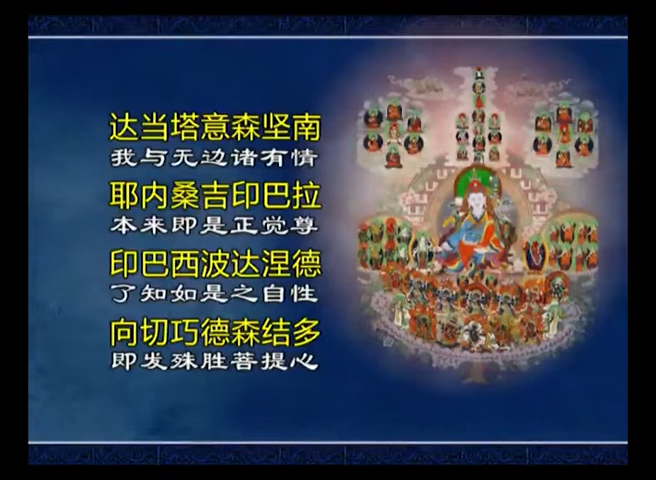 达当塔意森坚南
我与无边诸有情
耶内桑吉印巴拉
本来即是正觉尊
印巴西波达涅德
了知如是之自性
向切巧德森结多
即发殊胜菩提心